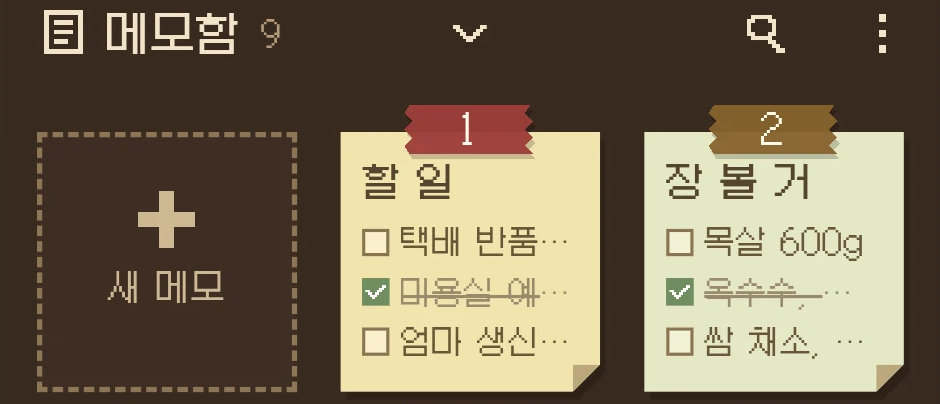 메모함 9
새 메모
1
할 일
택배 반품…
미용실 예…
엄마 생신…
2
장 볼 거
목살 600g
옥수수, …
쌈 채소, …